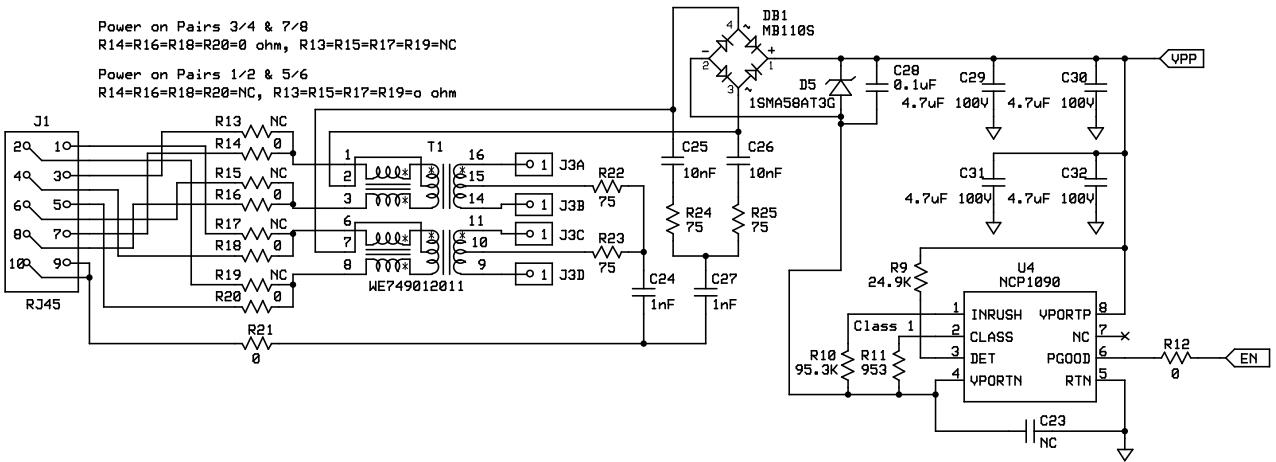 Power on Pairs 3/4 & 7/8
R14=R16=R18=R20=0 ohm, R13=R15=R17=R19=NC
Power on Pairs 1/2 & 5/6
R14=R16=R18=R20=NC, R13=R15=R17=R19=o ohm
DB1
MB110S
4
~
-
+
2
1
3
~
D5
1SMA58AT3G
C28
0.1uF
C29
4.7uF 100V
C30
4.7uF 100V
VPP
C31
4.7uF 100V
C32
4.7uF 100V
J1
2
1
4
3
6
5
8
7
10
9
RJ45
R13
NC
R14
0
R15
NC
R16
0
R17
NC
R18
0
R19
NC
R20
0
R21
0
T1
1
2
3
6
7
8
16
15
14
11
10
9
WE749012011
1 J3A
1 J3B
1 J3C
1 J3D
R22
75
R23
75
C25
10nF
C26
10nF
R24
75
R25
75
C24
1nF
C27
1nF
R9
24.9K
U4
NCP1090
Class 1
R10
95.3K
R11
953
1 INRUSH VPORTP 8
2 CLASS NC 7
3 DET PGOOD 6
4 VPORTN RTN 5
R12
0
EN
C23
NC